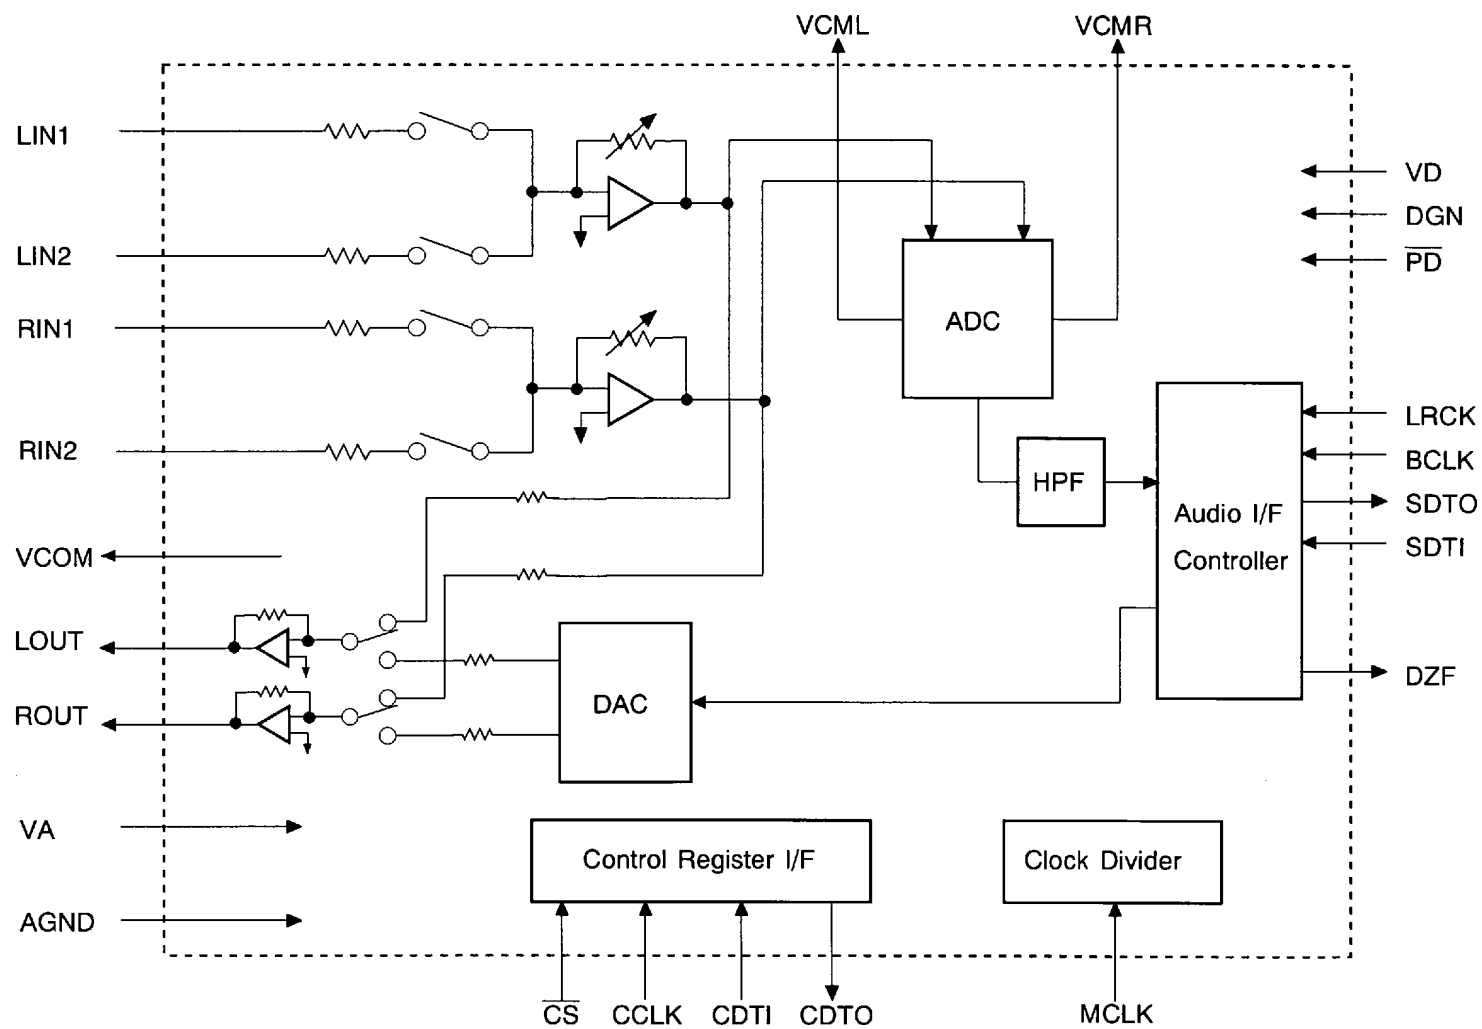 VCML
VCMR
LIN1
VD
DGN
PD
LIN2
RIN1
ADC
LRCK
RIN2
BCLK
HPF
SDTO
Audio I/F
Controller
SDTI
VCOM
LOUT
DZF
DAC
ROUT
VA
Control Register I/F
Clock Divider
AGND
CS
CCLK
CDTI
CDTO
MCLK